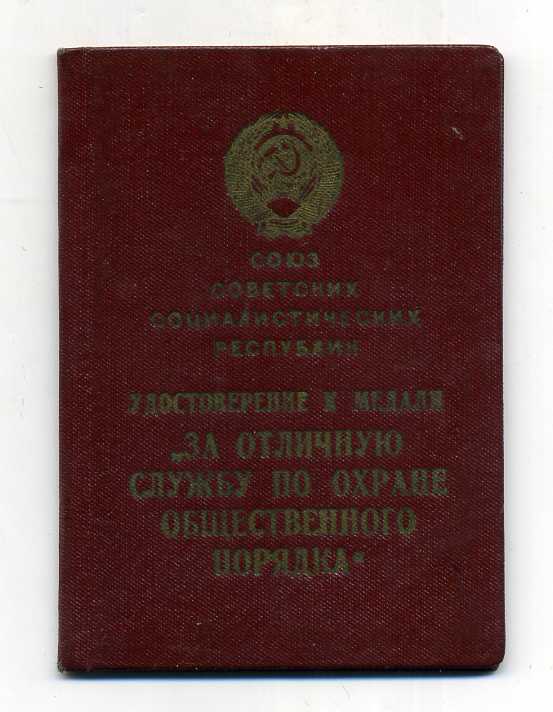 СОЮЗ
СОВЕТСКИХ
СОЦИАЛИСТИЧЕСКИХ
РЕСПУБЛИК
УДОСТОВЕРЕНИЕ К МЕДАЛИ
„ЗА ОТЛИЧНУЮ
СЛУЖБУ ПО ОХРАНЕ
ОБЩЕСТВЕННОГО
ПОРЯДКА“